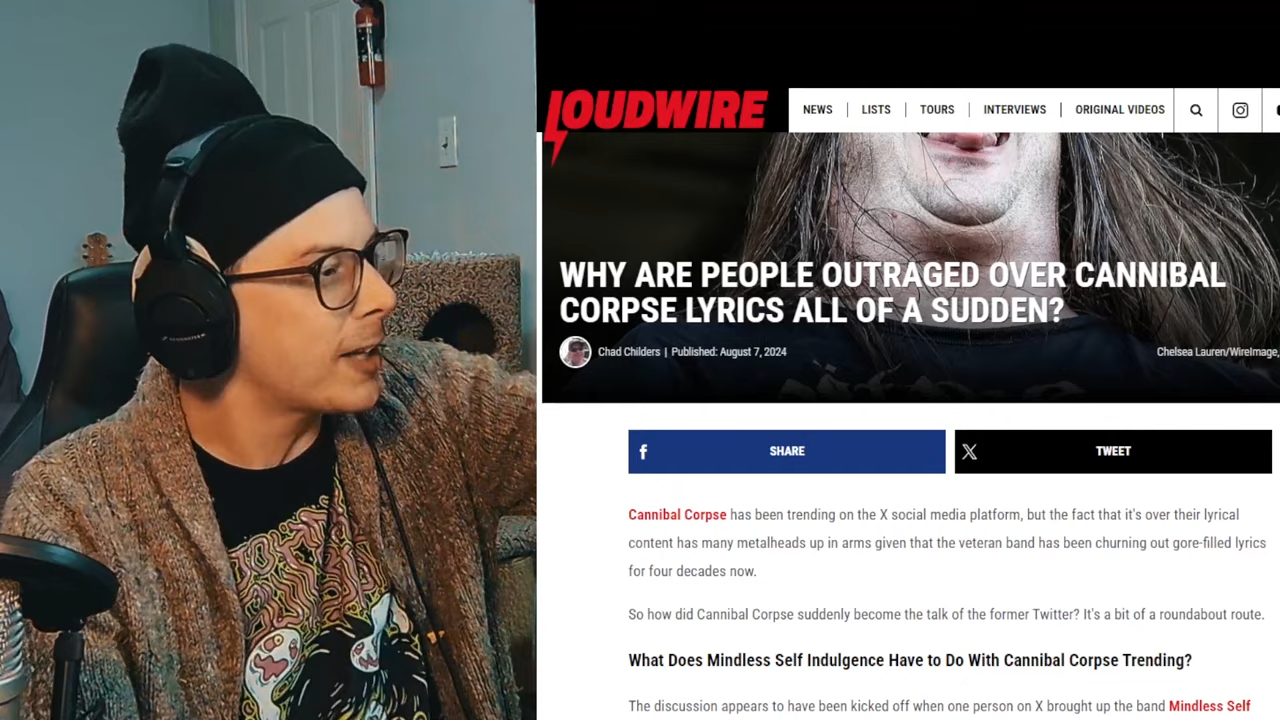 LOUDWIRE
NEWS
LISTS
TOURS
INTERVIEWS
ORIGINAL VIDEOS
WHY ARE PEOPLE OUTRAGED OVER CANNIBAL
CORPSE LYRICS ALL OF A SUDDEN?
Chad Childers | Published: August 7, 2024
Chelsea Lauren/WireImage,
SHARE
TWEET
Cannibal Corpse has been trending on the X social media platform, but the fact that it's over their lyrical
content has many metalheads up in arms given that the veteran band has been churning out gore-filled lyrics
for four decades now.
So how did Cannibal Corpse suddenly become the talk of the former Twitter? It's a bit of a roundabout route.
What Does Mindless Self Indulgence Have to Do With Cannibal Corpse Trending?
The discussion appears to have been kicked off when one person on X brought up the band Mindless Self